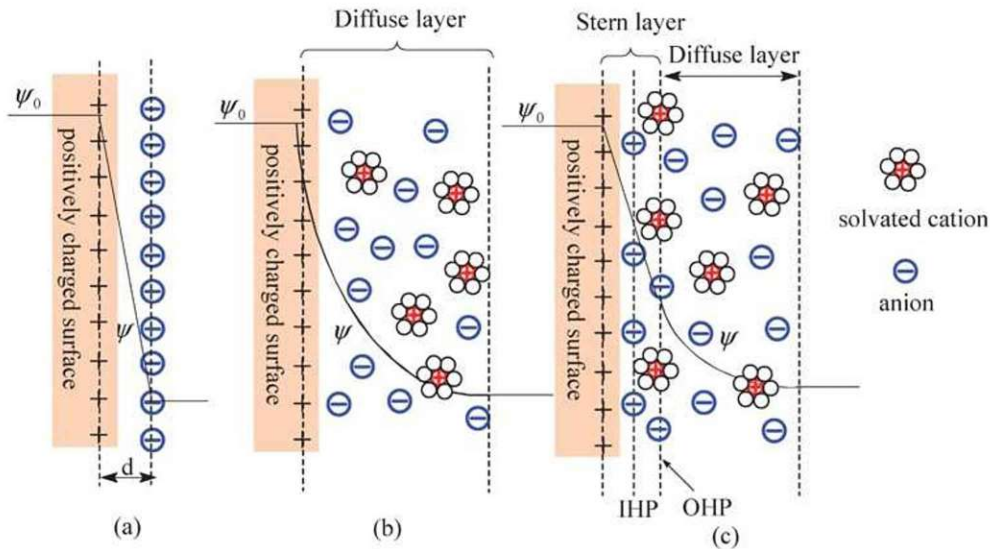 Diffuse layer
Stern layer
Diffuse layer
ψ₀
positively charged surface
ψ
d
(a)
ψ₀
positively charged surface
ψ
(b)
ψ₀
positively charged surface
ψ
IHP
OHP
(c)
solvated cation
anion